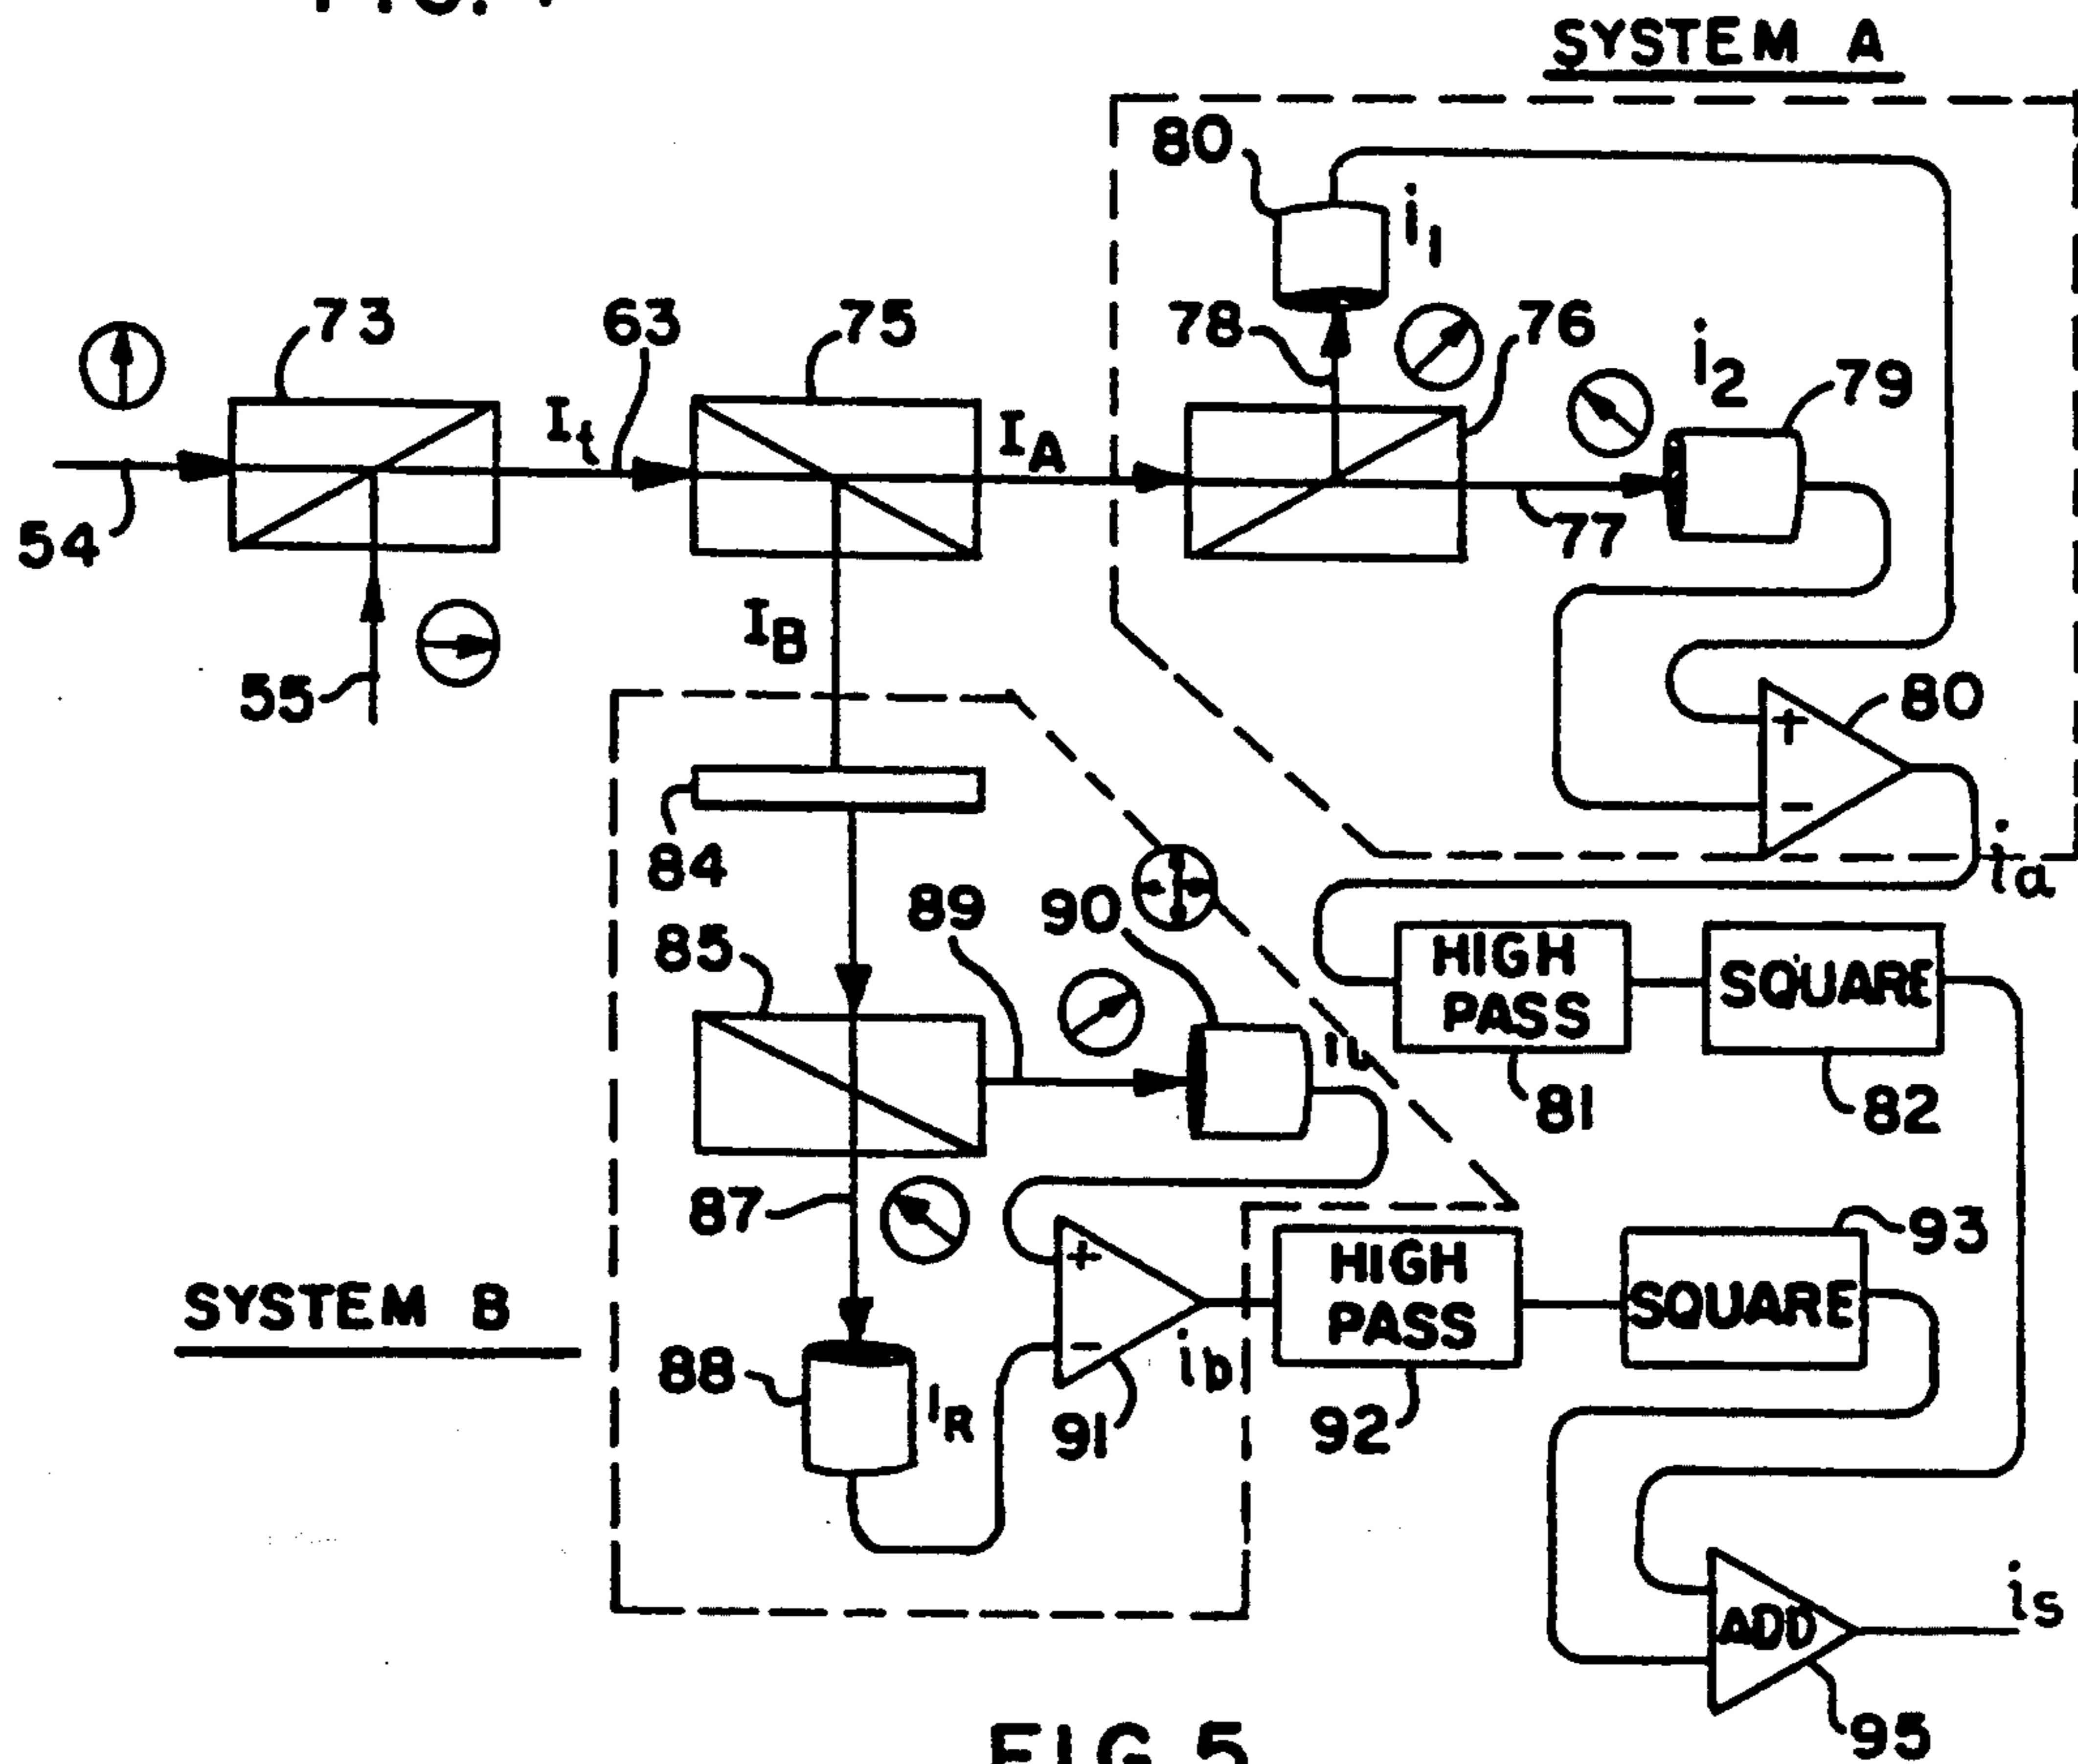 SYSTEM A
80
i1
73
63
75
78
76
i2
79
It
IA
54
77
IB
55
+
80
-
84
ia
89
90
85
HIGH
PASS
SQUARE
81
82
87
+
HIGH
PASS
SQUARE
93
SYSTEM B
88
IR
-
ib
91
92
is
ADD
95
FIG.5